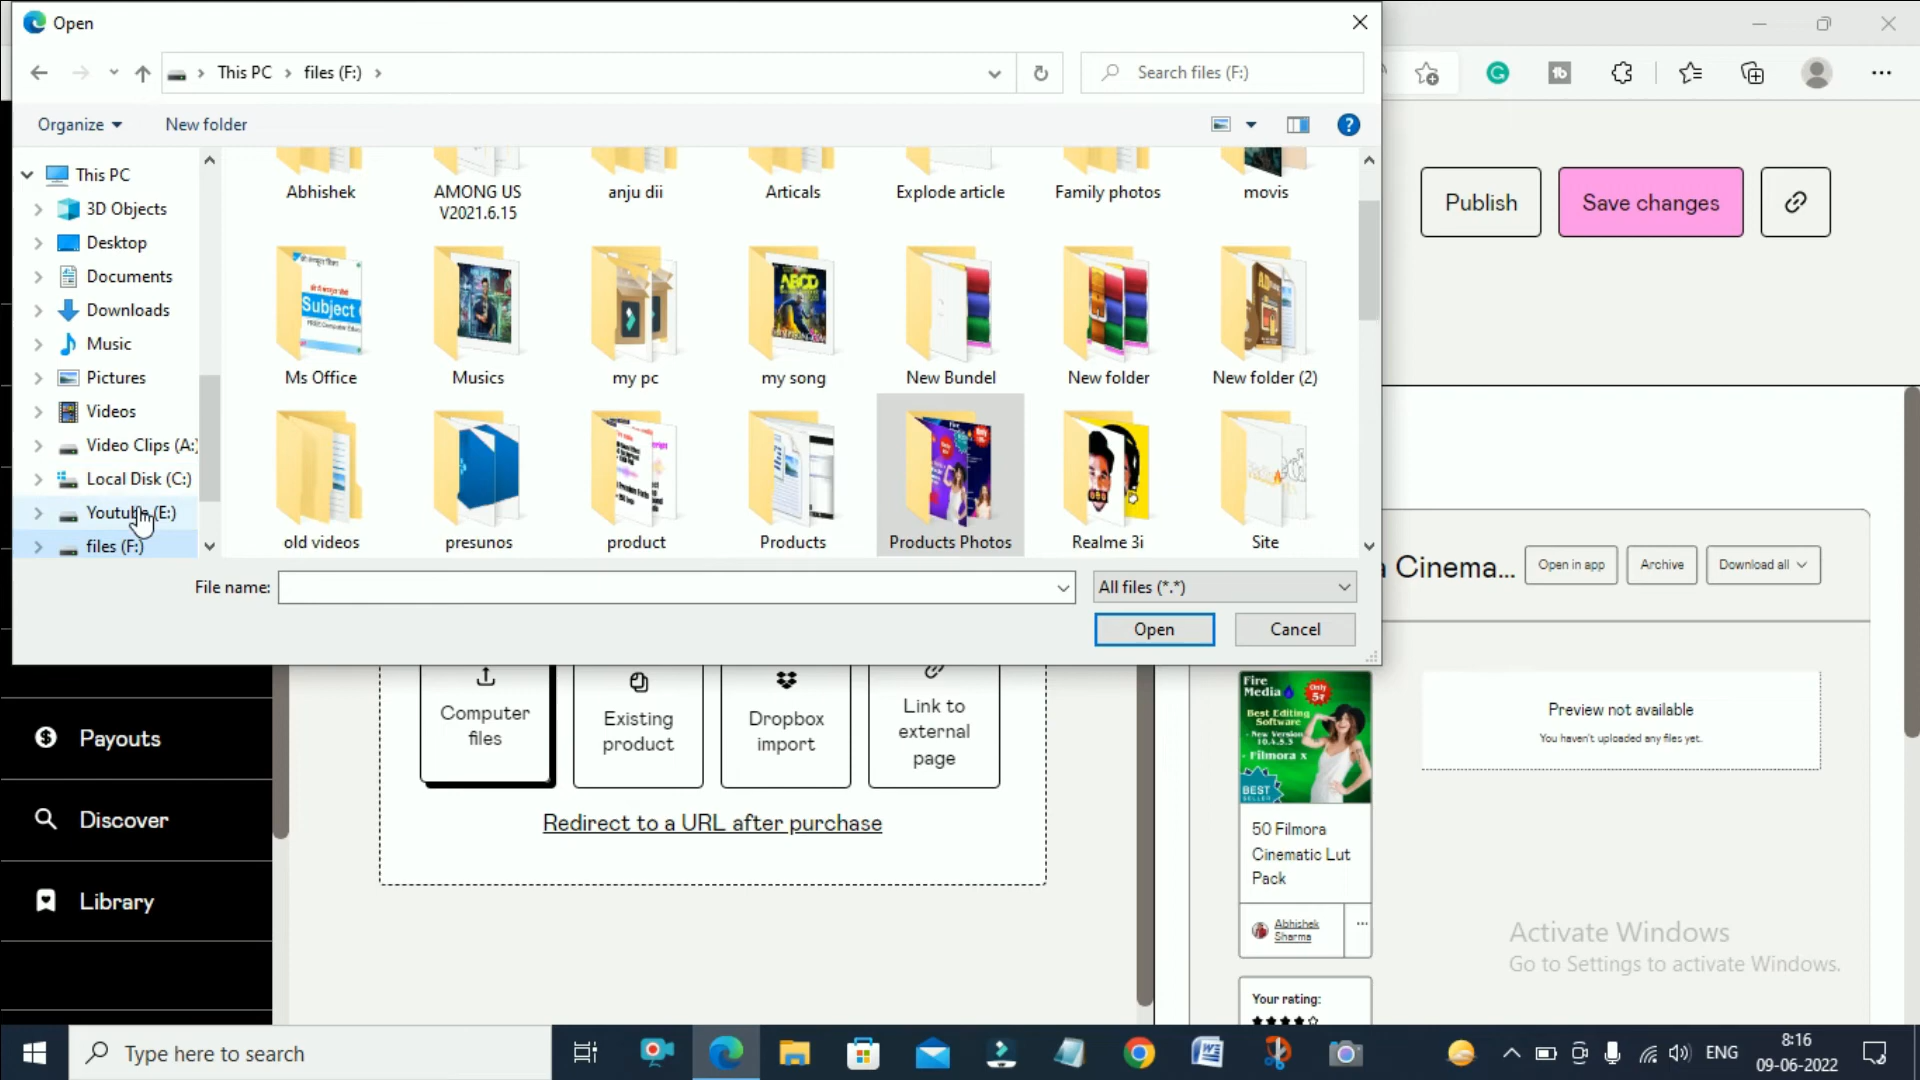 Open
This PC > files (F:) >
Search files (F:)
Organize
New folder
This PC
3D Objects
Desktop
Documents
Downloads
Music
Pictures
Videos
Video Clips (A:)
Local Disk (C:)
Youtube (E:)
files (F:)
Abhishek
AMONG US
V2021.6.15
anju dii
Articals
Explode article
Family photos
movis
Ms Office
Musics
my pc
my song
New Bundel
New folder
New folder (2)
old videos
presunos
product
Products
Products Photos
Realme 3i
Site
File name:
All files (*.*)
Open
Cancel
Publish
Save changes
Cinema...
Open in app
Archive
Download all
Computer
files
Existing
product
Dropbox
import
Link to
external
page
Redirect to a URL after purchase
Payouts
Discover
Library
Fire
Media
Only
5₹
Best Editing
Software
- New Version
10.4.5.3
- Filmora x
BEST
SELLER
50 Filmora
Cinematic Lut
Pack
Abhishek
Sharma
...
Your rating:
Preview not available
You haven't uploaded any files yet.
Activate Windows
Go to Settings to activate Windows.
Type here to search
ENG
8:16
09-06-2022